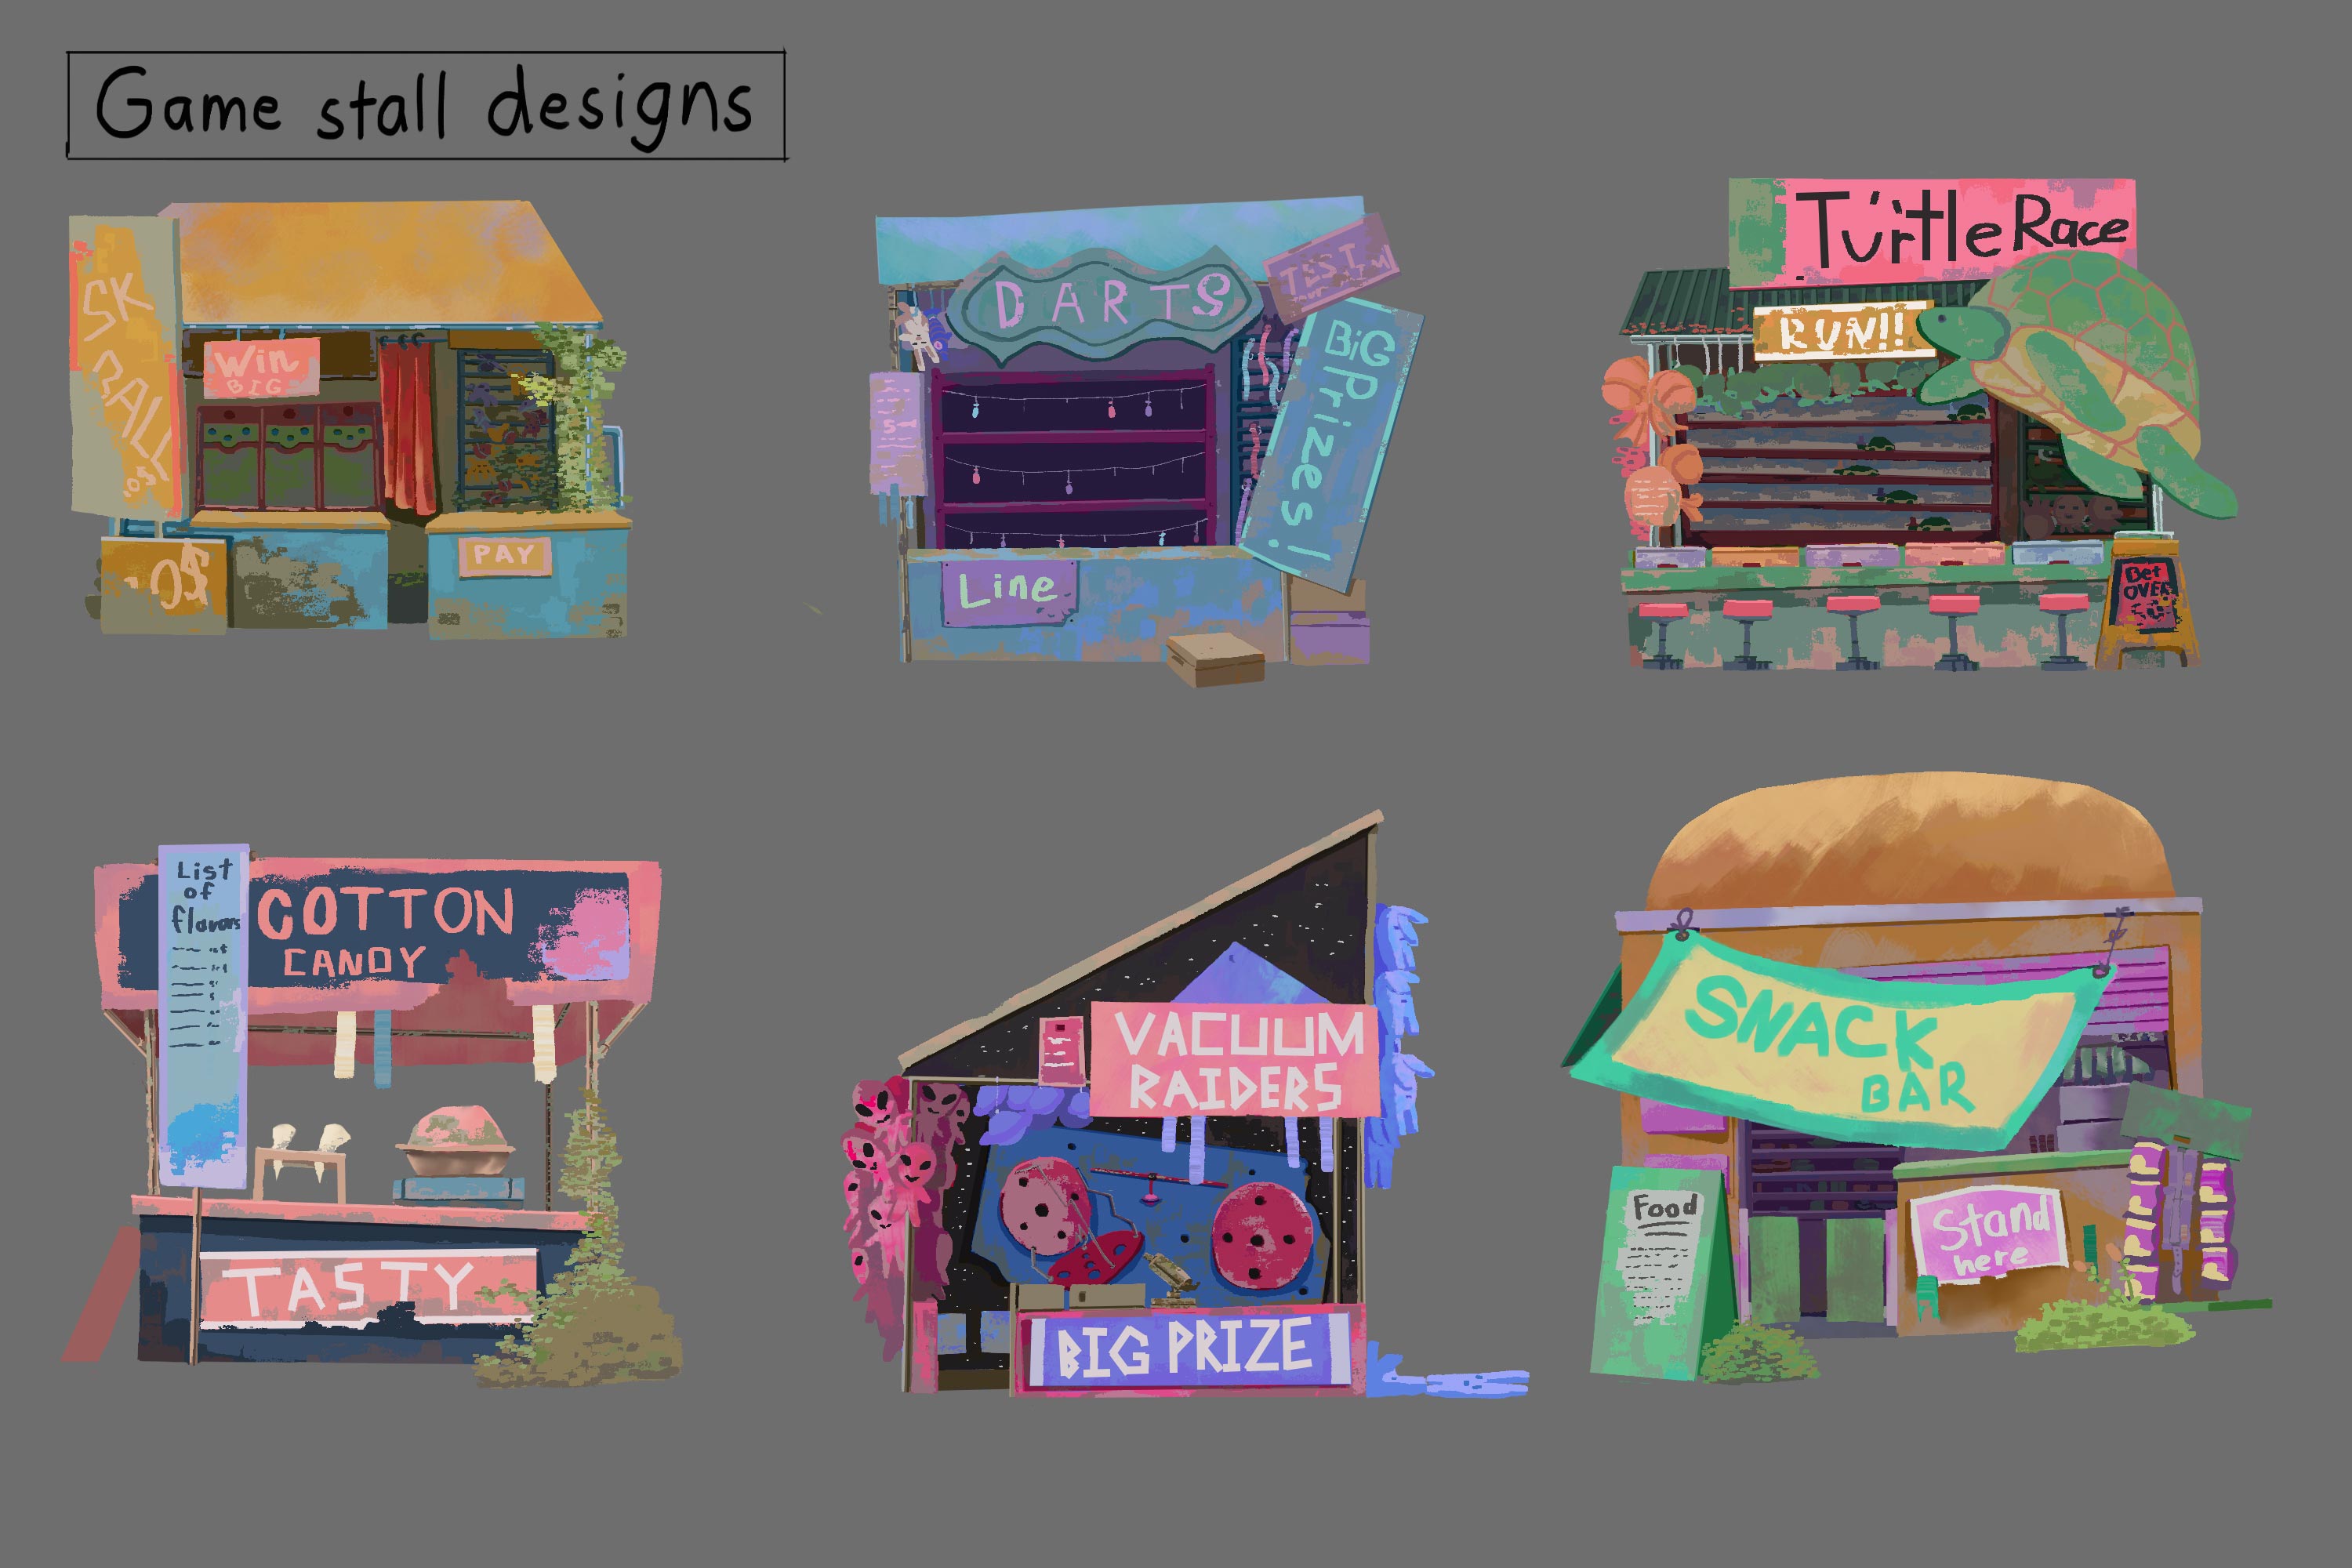 Game stall designs
SK
BALL
Win
BIG
PAY
0$
DARTS
BiG
Prizes!
Line
Turtle Race
RUN!!
Bet
OVER
List
of
flavors
COTTON
CANDY
TASTY
VACUUM
RAIDERS
BIG PRIZE
SNACK
BAR
Food
Stand
here